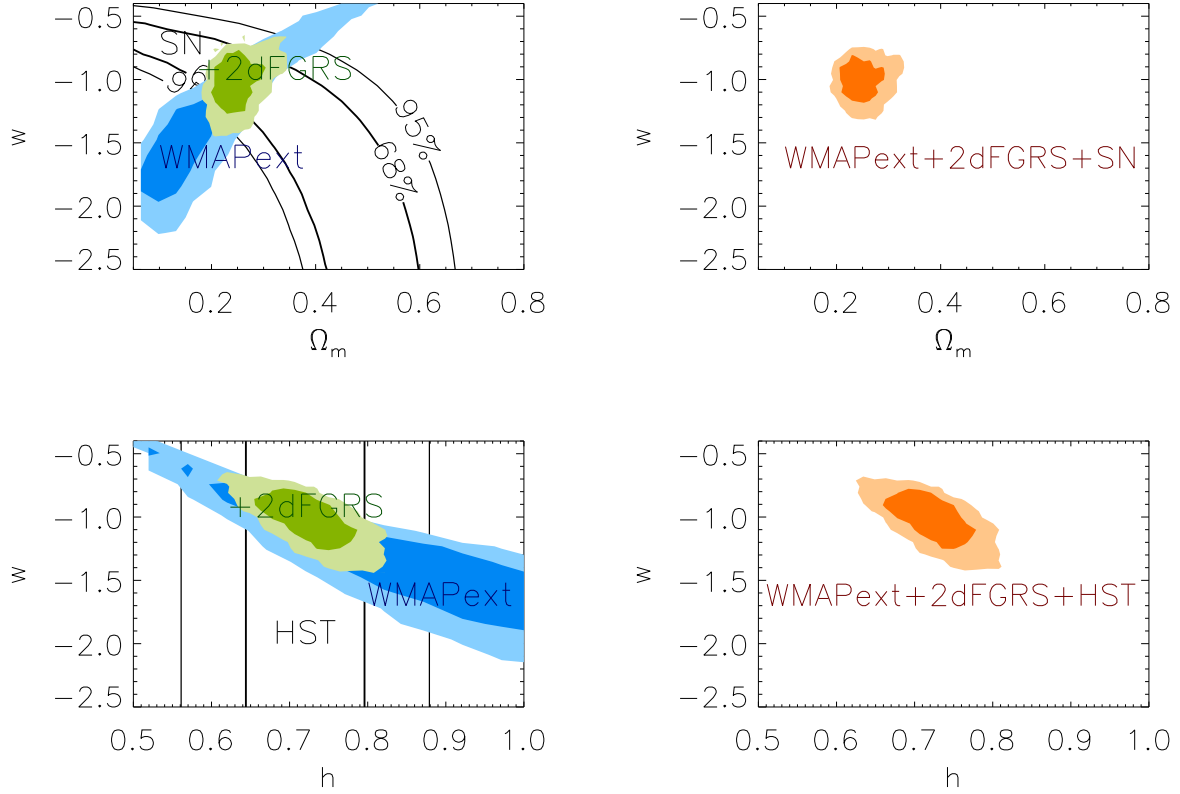 −0.5
−1.0
−1.5
−2.0
−2.5
w
SN
+2dFGRS
WMAPext
95%
68%
0.2
0.4
0.6
0.8
Ωm
−0.5
−1.0
−1.5
−2.0
−2.5
w
WMAPext+2dFGRS+SN
0.2
0.4
0.6
0.8
Ωm
−0.5
−1.0
−1.5
−2.0
−2.5
w
+2dFGRS
WMAPext
HST
0.5
0.6
0.7
0.8
0.9
1.0
h
−0.5
−1.0
−1.5
−2.0
−2.5
w
WMAPext+2dFGRS+HST
0.5
0.6
0.7
0.8
0.9
1.0
h